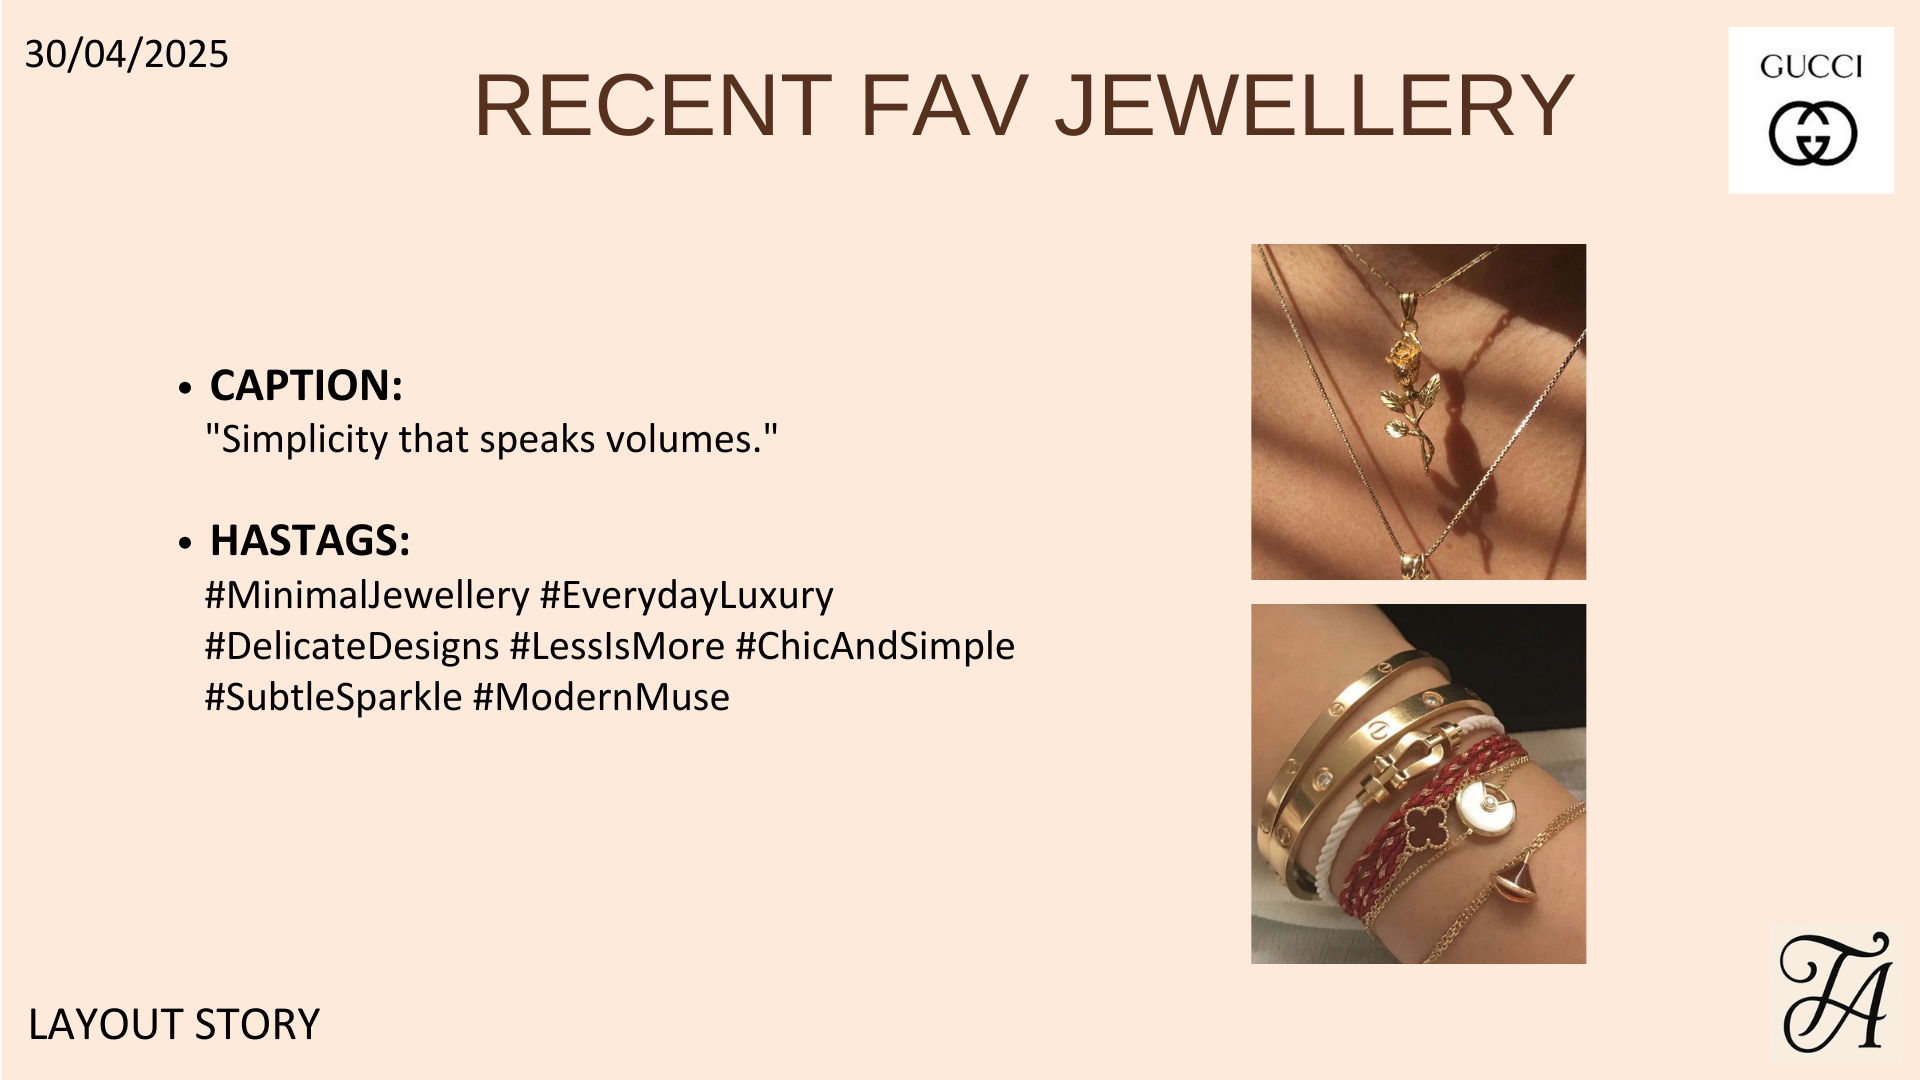 30/04/2025
RECENT FAV JEWELLERY
GUCCI
• CAPTION:
"Simplicity that speaks volumes."
• HASTAGS:
#MinimalJewellery #EverydayLuxury
#DelicateDesigns #LessIsMore #ChicAndSimple
#SubtleSparkle #ModernMuse
LAYOUT STORY
TA